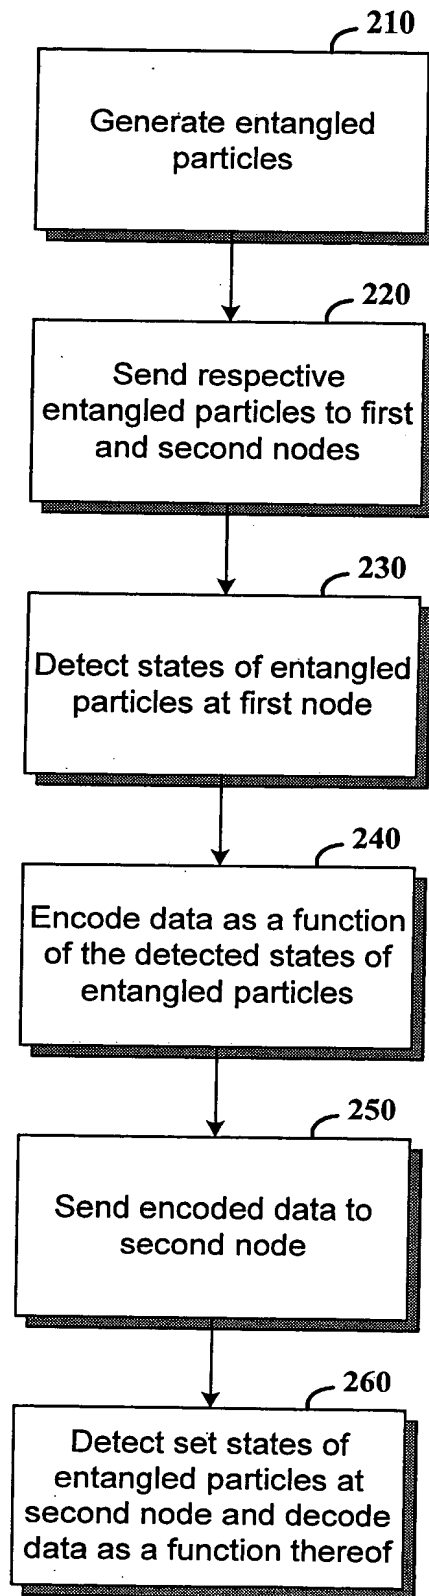 210
Generate entangled
particles
220
Send respective
entangled particles to first
and second nodes
230
Detect states of entangled
particles at first node
240
Encode data as a function
of the detected states of
entangled particles
250
Send encoded data to
second node
260
Detect set states of
entangled particles at
second node and decode
data as a function thereof